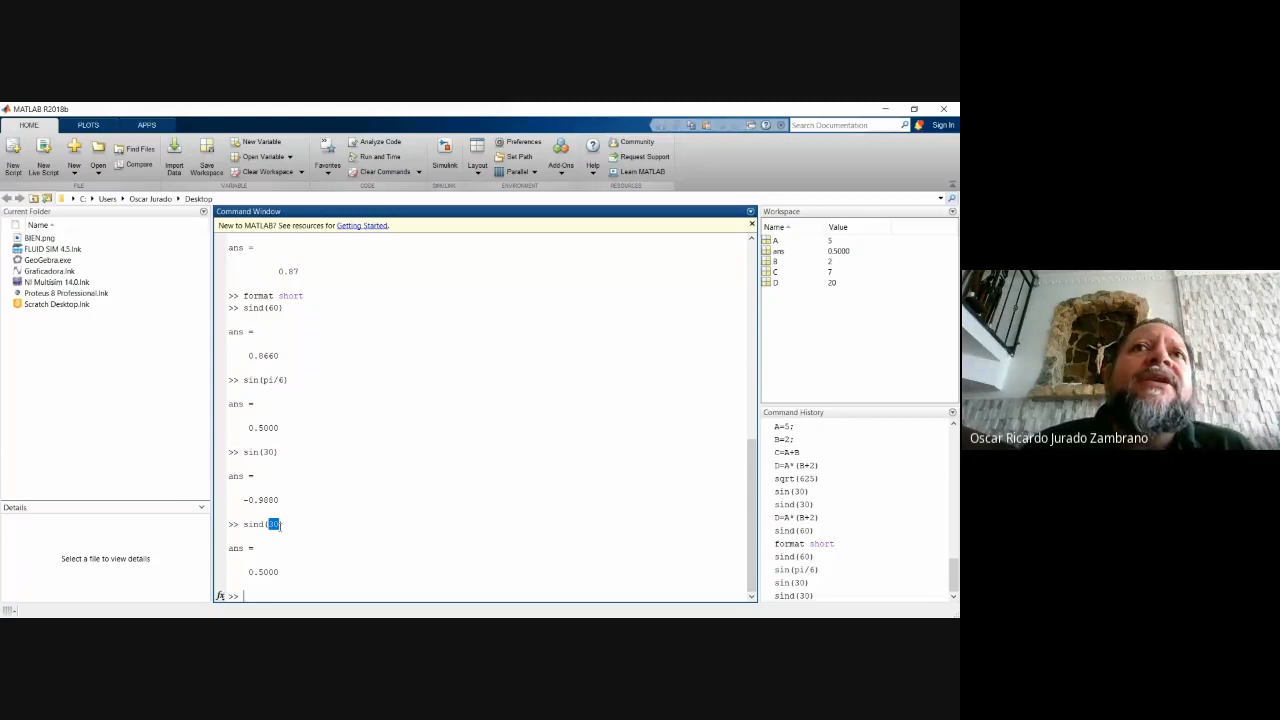 MATLAB R2018b
HOME PLOTS APPS
Search Documentation
Sign In
New Script
New Live Script
New
Open
Find Files
Compare
Import Data
Save Workspace
New Variable
Open Variable
Clear Workspace
Favorites
Analyze Code
Run and Time
Clear Commands
Simulink
Layout
Preferences
Set Path
Parallel
Add-Ons
Help
Community
Request Support
Learn MATLAB
FILE VARIABLE CODE SIMULINK ENVIRONMENT RESOURCES
C: Users Oscar Jurado Desktop
Current Folder
Name
BIEN.png
FLUID SIM 4.5.lnk
GeoGebra.exe
Graficadora.lnk
NI Multisim 14.0.lnk
Proteus 8 Professional.lnk
Scratch Desktop.lnk
Details
Select a file to view details
Command Window
New to MATLAB? See resources for Getting Started.
ans =
0.87
>> format short
>> sind(60)
ans =
0.8660
>> sin(pi/6)
ans =
0.5000
>> sin(30)
ans =
-0.9880
>> sind(30)
ans =
0.5000
fx >>
Workspace
Name Value
A 5
ans 0.5000
B 2
C 7
D 20
Command History
A=5;
B=2;
C=A+B
D=A*(B+2)
sqrt(625)
sin(30)
sind(30)
D=A*(B+2)
sind(60)
format short
sind(60)
sin(pi/6)
sin(30)
sind(30)
Oscar Ricardo Jurado Zambrano